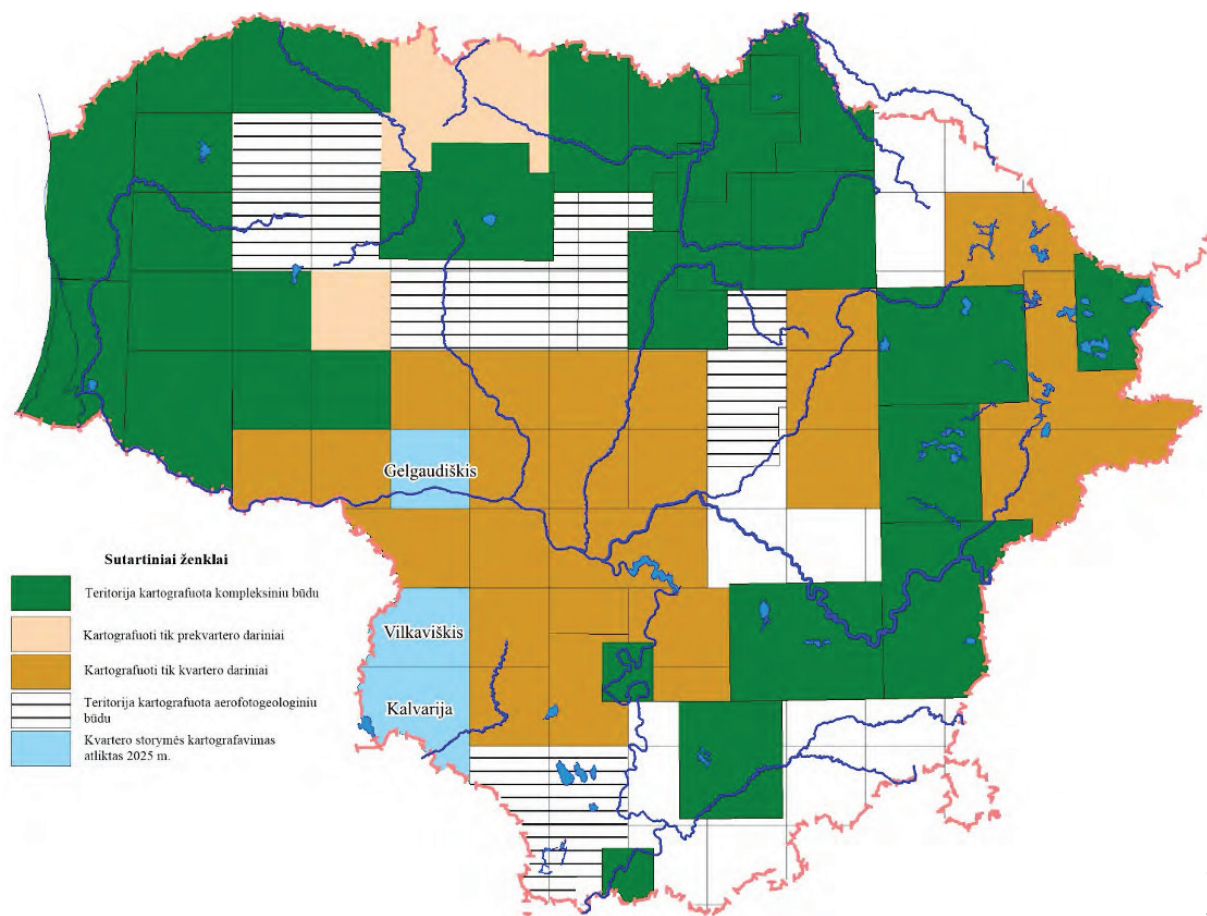 Gelgaudiškis
Vilkaviškis
Kalvarija
Sutartiniai ženklai
Teritorija kartografuota kompleksiniu būdu
Kartografuoti tik prekvartero dariniai
Kartografuoti tik kvartero dariniai
Teritorija kartografuota aerofotogeologiniu
būdu
Kvartero storymės kartografavimas
atliktas 2025 m.